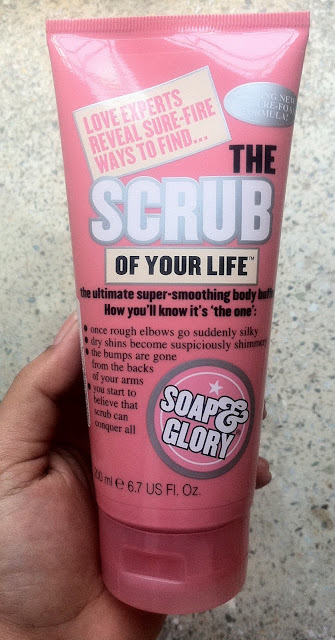 LOVE EXPERTS
REVEAL SURE-FIRE
WAYS TO FIND...
NEW
FORMULA!
THE
SCRUB
OF YOUR LIFE™
the ultimate super-smoothing body
How you'll know it's 'the one':
• once rough elbows go suddenly silky
• dry shins become suspiciously shimmery
• the bumps are gone
from the backs
of your arms
• you start to
believe that
scrub can
conquer all
SOAP&
GLORY
200 ml e 6.7 US Fl. Oz.